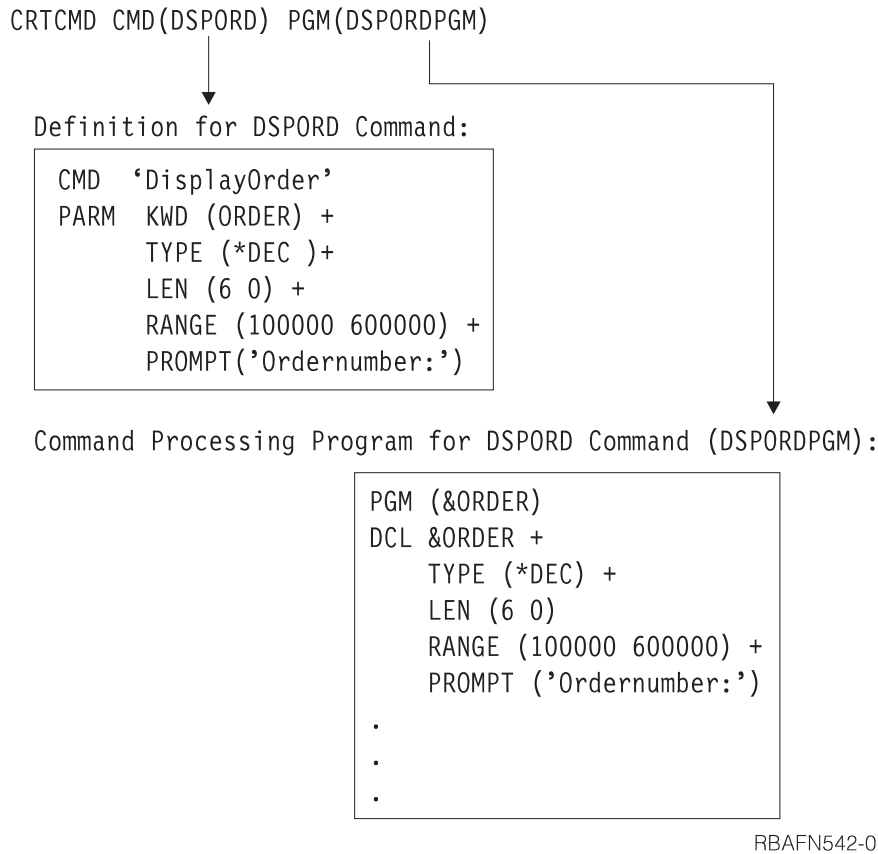 CRTCMD CMD(DSPORD) PGM(DSPORDPGM)
Definition for DSPORD Command:
CMD ‘DisplayOrder’
PARM KWD (ORDER) +
TYPE (*DEC )+
LEN (6 0) +
RANGE (100000 600000) +
PROMPT(’Ordernumber:’)
Command Processing Program for DSPORD Command (DSPORDPGM):
PGM (&ORDER)
DCL &ORDER +
TYPE (*DEC) +
LEN (6 0)
RANGE (100000 600000) +
PROMPT (’Ordernumber:’)
.
.
.
RBAFN542-0